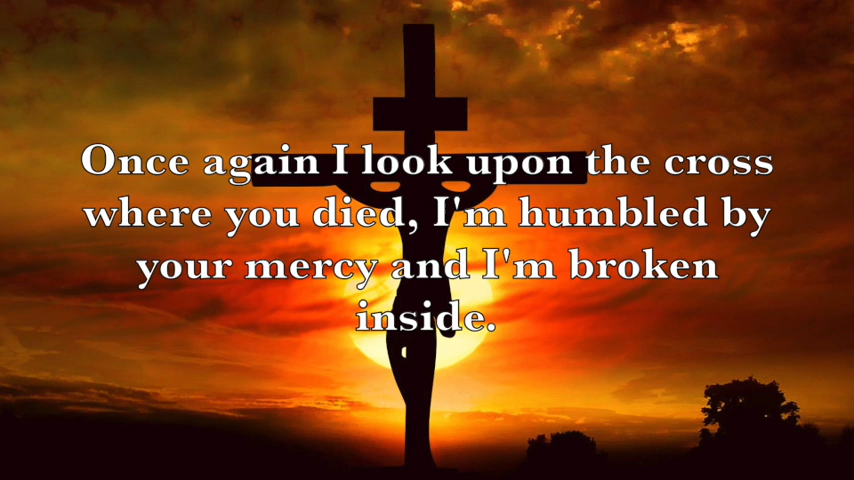 Once again I look upon the cross
where you died, I'm humbled by
your mercy and I'm broken
inside.